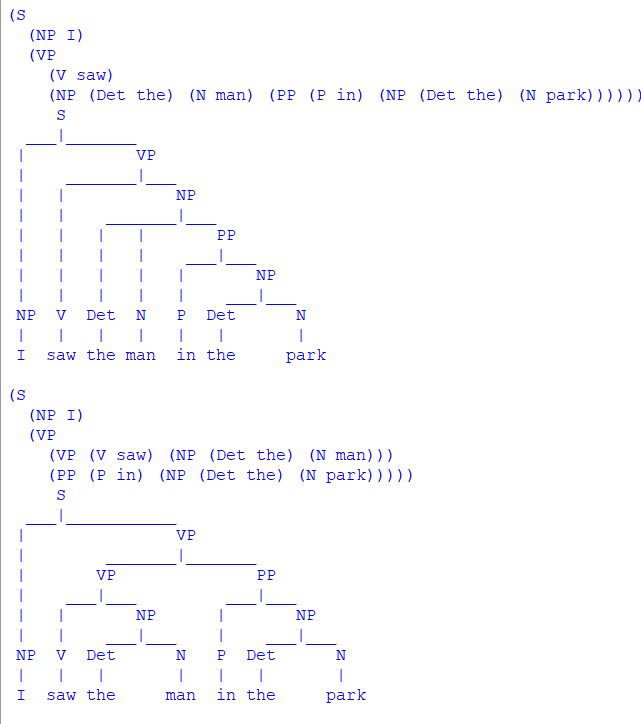 (S
  (NP I)
  (VP
    (V saw)
    (NP (Det the) (N man) (PP (P in) (NP (Det the) (N park))))))
     S
  ___|_______
 |           VP
 |    _______|___
 |   |           NP
 |   |    _______|___
 |   |   |   |       PP
 |   |   |   |    ___|___
 |   |   |   |   |       NP
 |   |   |   |   |    ___|___
 NP  V  Det  N   P  Det      N
 |   |   |   |   |   |       |
 I  saw the man  in the     park

(S
  (NP I)
  (VP
    (VP (V saw) (NP (Det the) (N man)))
    (PP (P in) (NP (Det the) (N park)))))
     S
  ___|___________
 |               VP
 |        _______|_______
 |       VP              PP
 |    ___|___         ___|___
 |   |       NP      |       NP
 |   |    ___|___    |    ___|___
 NP  V  Det      N   P  Det      N
 |   |   |       |   |   |       |
 I  saw the     man  in the     park